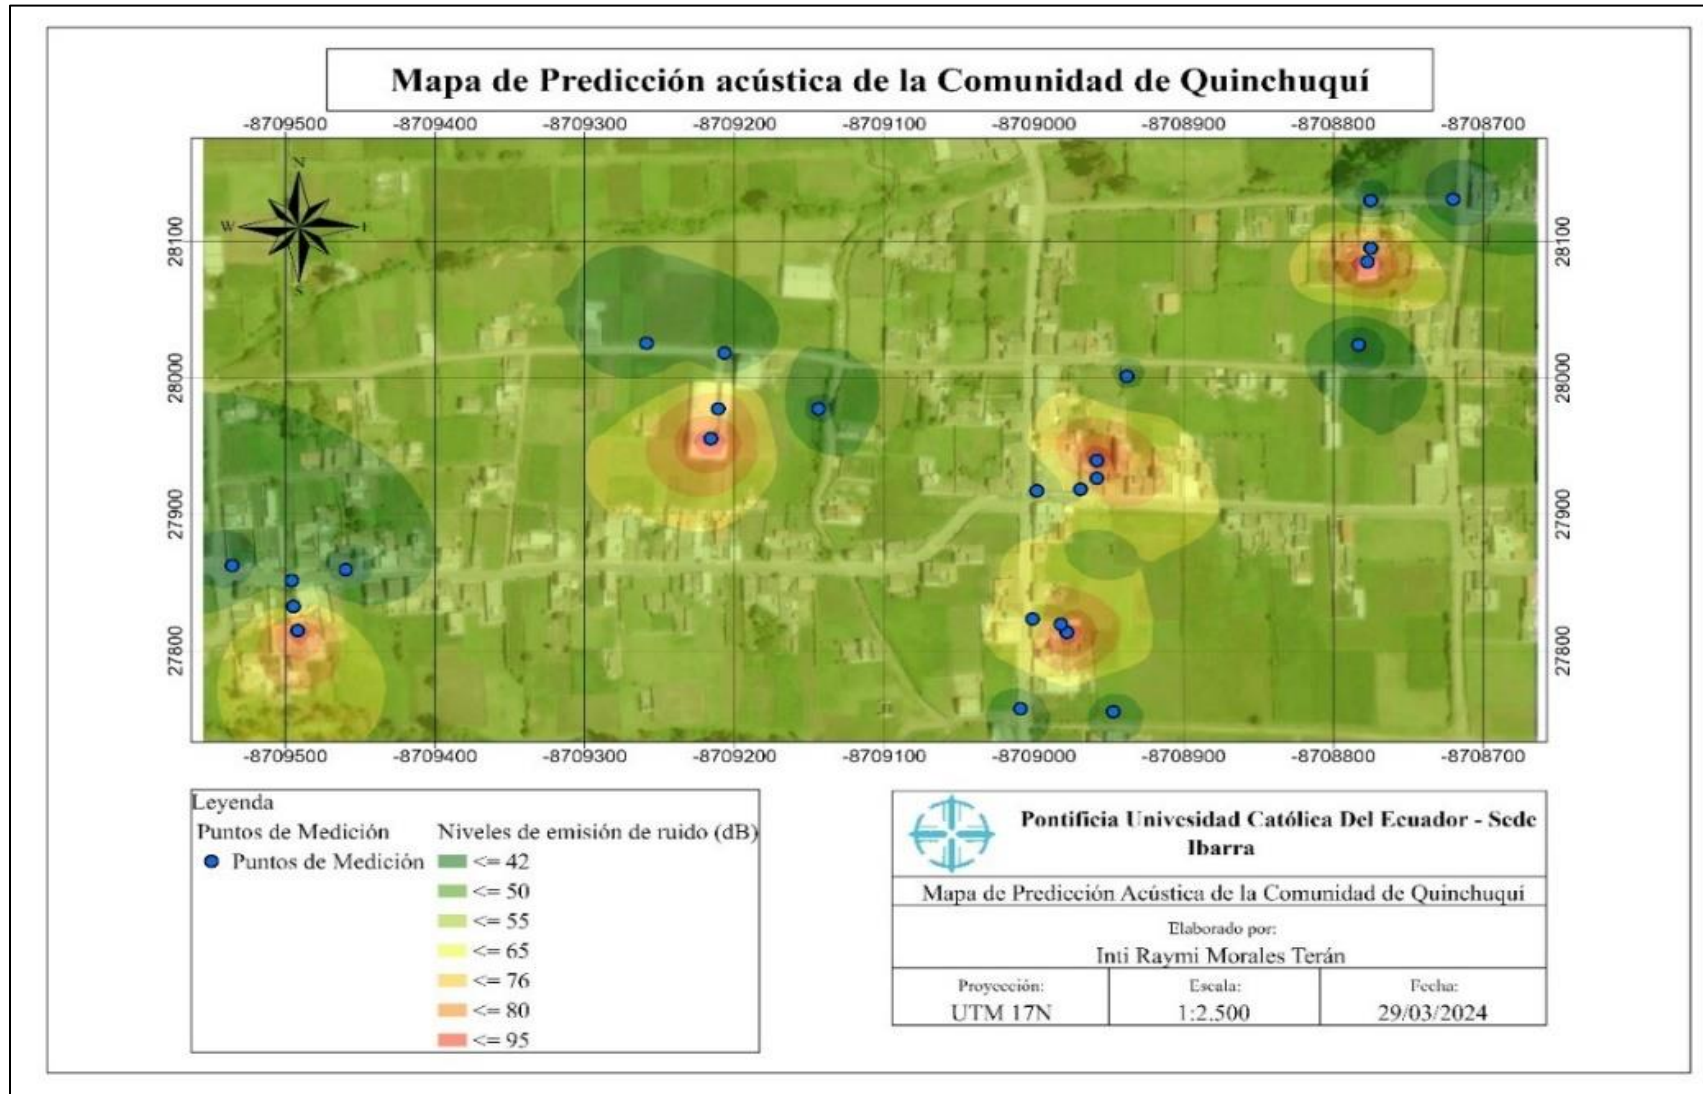 Mapa de Predicción acústica de la Comunidad de Quinchuquí
-8709500 -8709400 -8709300 -8709200 -8709100 -8709000 -8708900 -8708800 -8708700
N
W
S
28100 28100
28000 28000
27900 27900
27800 27800
-8709500 -8709400 -8709300 -8709200 -8709100 -8709000 -8708900 -8708800 -8708700
Leyenda
Puntos de Medición
Puntos de Medición
Niveles de emisión de ruido (dB)
<= 42
<= 50
<= 55
<= 65
<= 76
<= 80
<= 95
Pontificia Univesidad Católica Del Ecuador - Sede
Ibarra
Mapa de Predicción Acústica de la Comunidad de Quinchuquí
Elaborado por:
Inti Raymi Morales Terán
Proyección:
UTM 17N
Escala:
1:2.500
Fecha:
29/03/2024